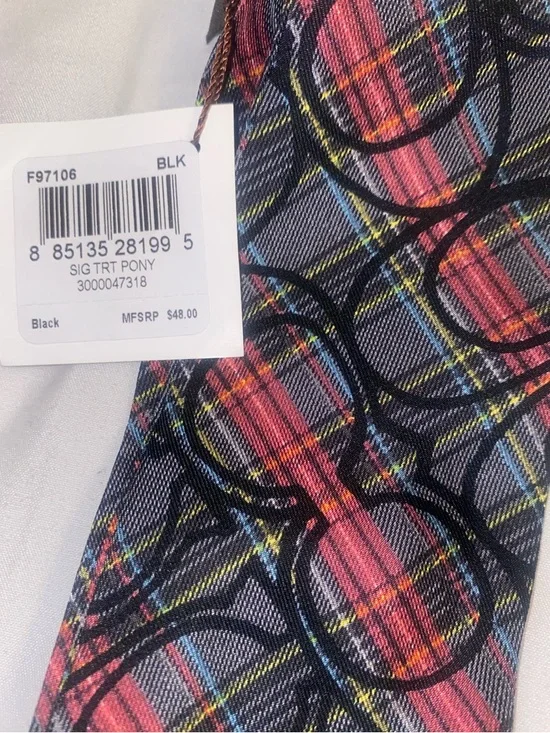 F97106 BLK
8 85135 28199 5
SIG TRT PONY
3000047318
Black MFSRP $48.00